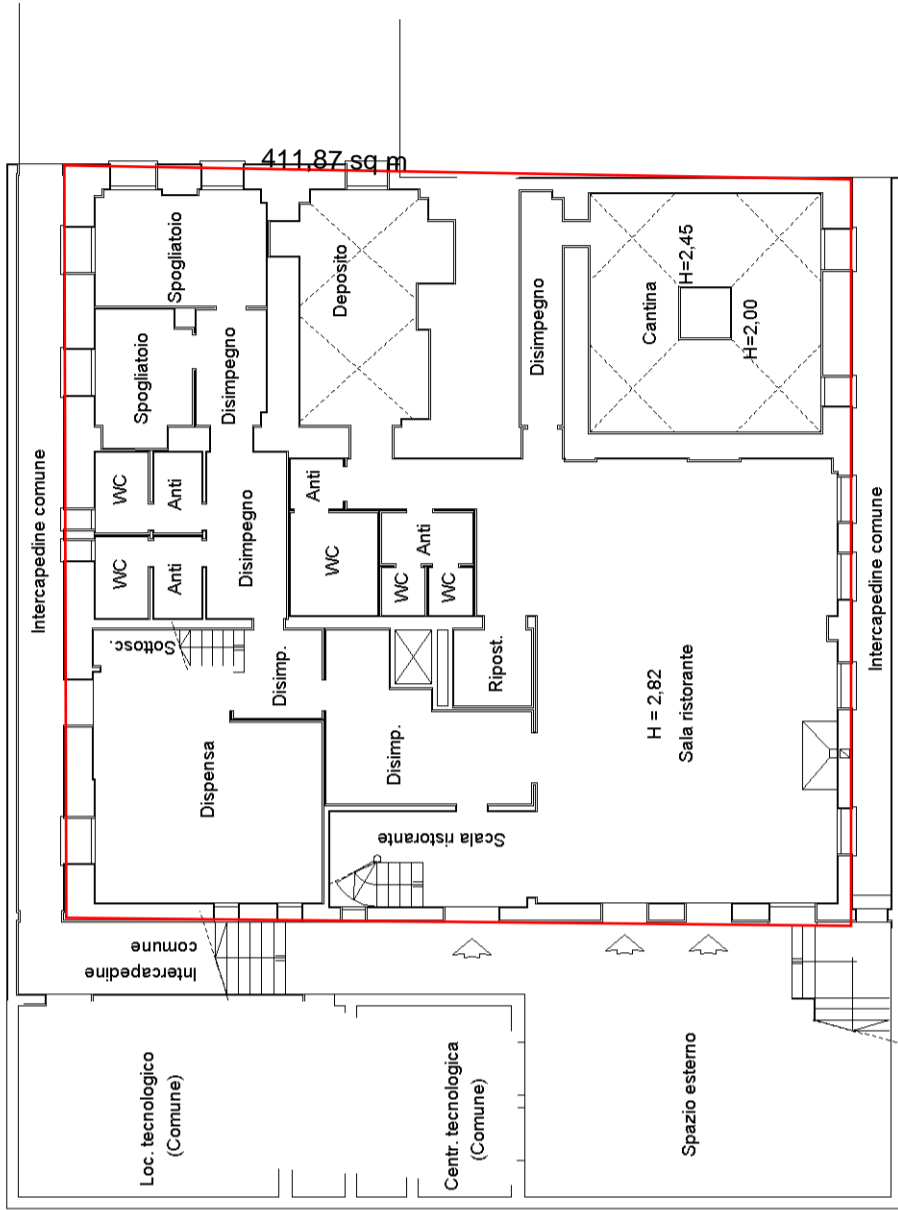 411,87 sq m
Intercapedine comune
Spogliatoio
Spogliatoio
Disimpegno
Deposito
Disimpegno
Cantina
H=2,45
H=2,00
WC
Anti
WC
Anti
Disimpegno
Anti
WC
Anti
WC
WC
Sottosc.
Disimp.
Dispensa
Disimp.
Ripost.
Scala ristorante
H = 2,82
Sala ristorante
Intercapedine comune
Intercapedine
comune
Loc. tecnologico
(Comune)
Centr. tecnologica
(Comune)
Spazio esterno